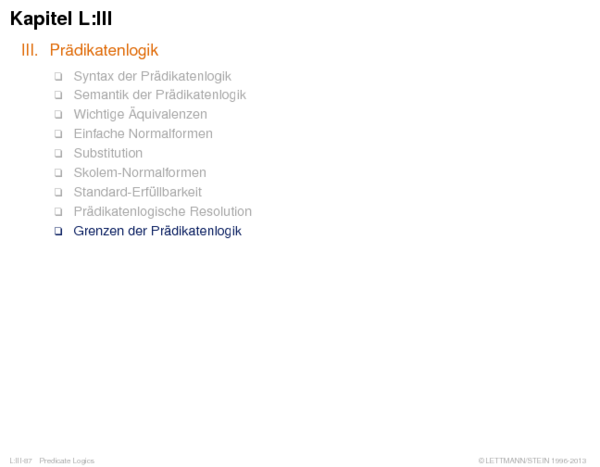 Kapitel L:III
III. Prädikatenlogik
❑ Syntax der Prädikatenlogik
❑ Semantik der Prädikatenlogik
❑ Wichtige Äquivalenzen
❑ Einfache Normalformen
❑ Substitution
❑ Skolem-Normalformen
❑ Standard-Erfüllbarkeit
❑ Prädikatenlogische Resolution
❑ Grenzen der Prädikatenlogik
L:III-87 Predicate Logics © LETTMANN/STEIN 1996-2013